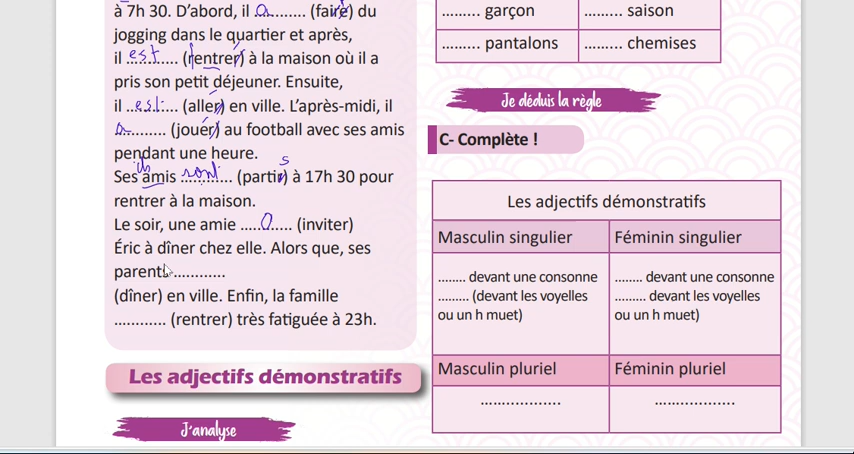 à 7h 30. D’abord, il ..a......... (faire) du
jogging dans le quartier et après,
il .est........ (rentrer) à la maison où il a
pris son petit déjeuner. Ensuite,
il ..est...... (aller) en ville. L’après-midi, il
a........... (jouer) au football avec ses amis
pendant une heure.
Ses amis sont............ (partir) à 17h 30 pour
s
rentrer à la maison.
Le soir, une amie .....a...... (inviter)
Éric à dîner chez elle. Alors que, ses
parents ............
(dîner) en ville. Enfin, la famille
............ (rentrer) très fatiguée à 23h.
Les adjectifs démonstratifs
J’analyse
......... garçon ......... saison
......... pantalons ......... chemises
Je déduis la règle
C- Complète !
Les adjectifs démonstratifs
Masculin singulier Féminin singulier
........ devant une consonne ........ devant une consonne
......... (devant les voyelles ......... devant les voyelles
ou un h muet) ou un h muet)
Masculin pluriel Féminin pluriel
.................. ..................